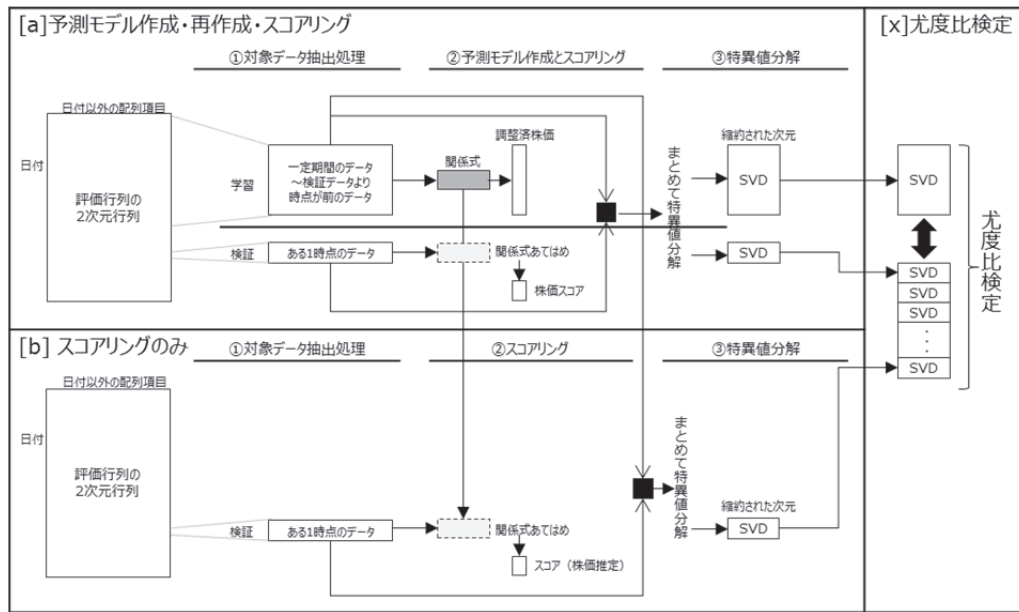 [a]予測モデル作成・再作成・スコアリング
①対象データ抽出処理
②予測モデル作成とスコアリング
③特異値分解
日付以外の配列項目
日付
評価行列の
2次元行列
学習
一定期間のデータ
～検証データより
時点が前のデータ
関係式
調整済株価
まとめて特異値分解
縮約された次元
SVD
検証
ある1時点のデータ
関係式あてはめ
株価スコア
SVD
[x]尤度比検定
SVD
SVD
SVD
SVD
・・・
SVD
尤度比検定
[b] スコアリングのみ
①対象データ抽出処理
②スコアリング
③特異値分解
日付以外の配列項目
日付
評価行列の
2次元行列
検証
ある1時点のデータ
関係式あてはめ
スコア（株価推定）
まとめて特異値分解
縮約された次元
SVD